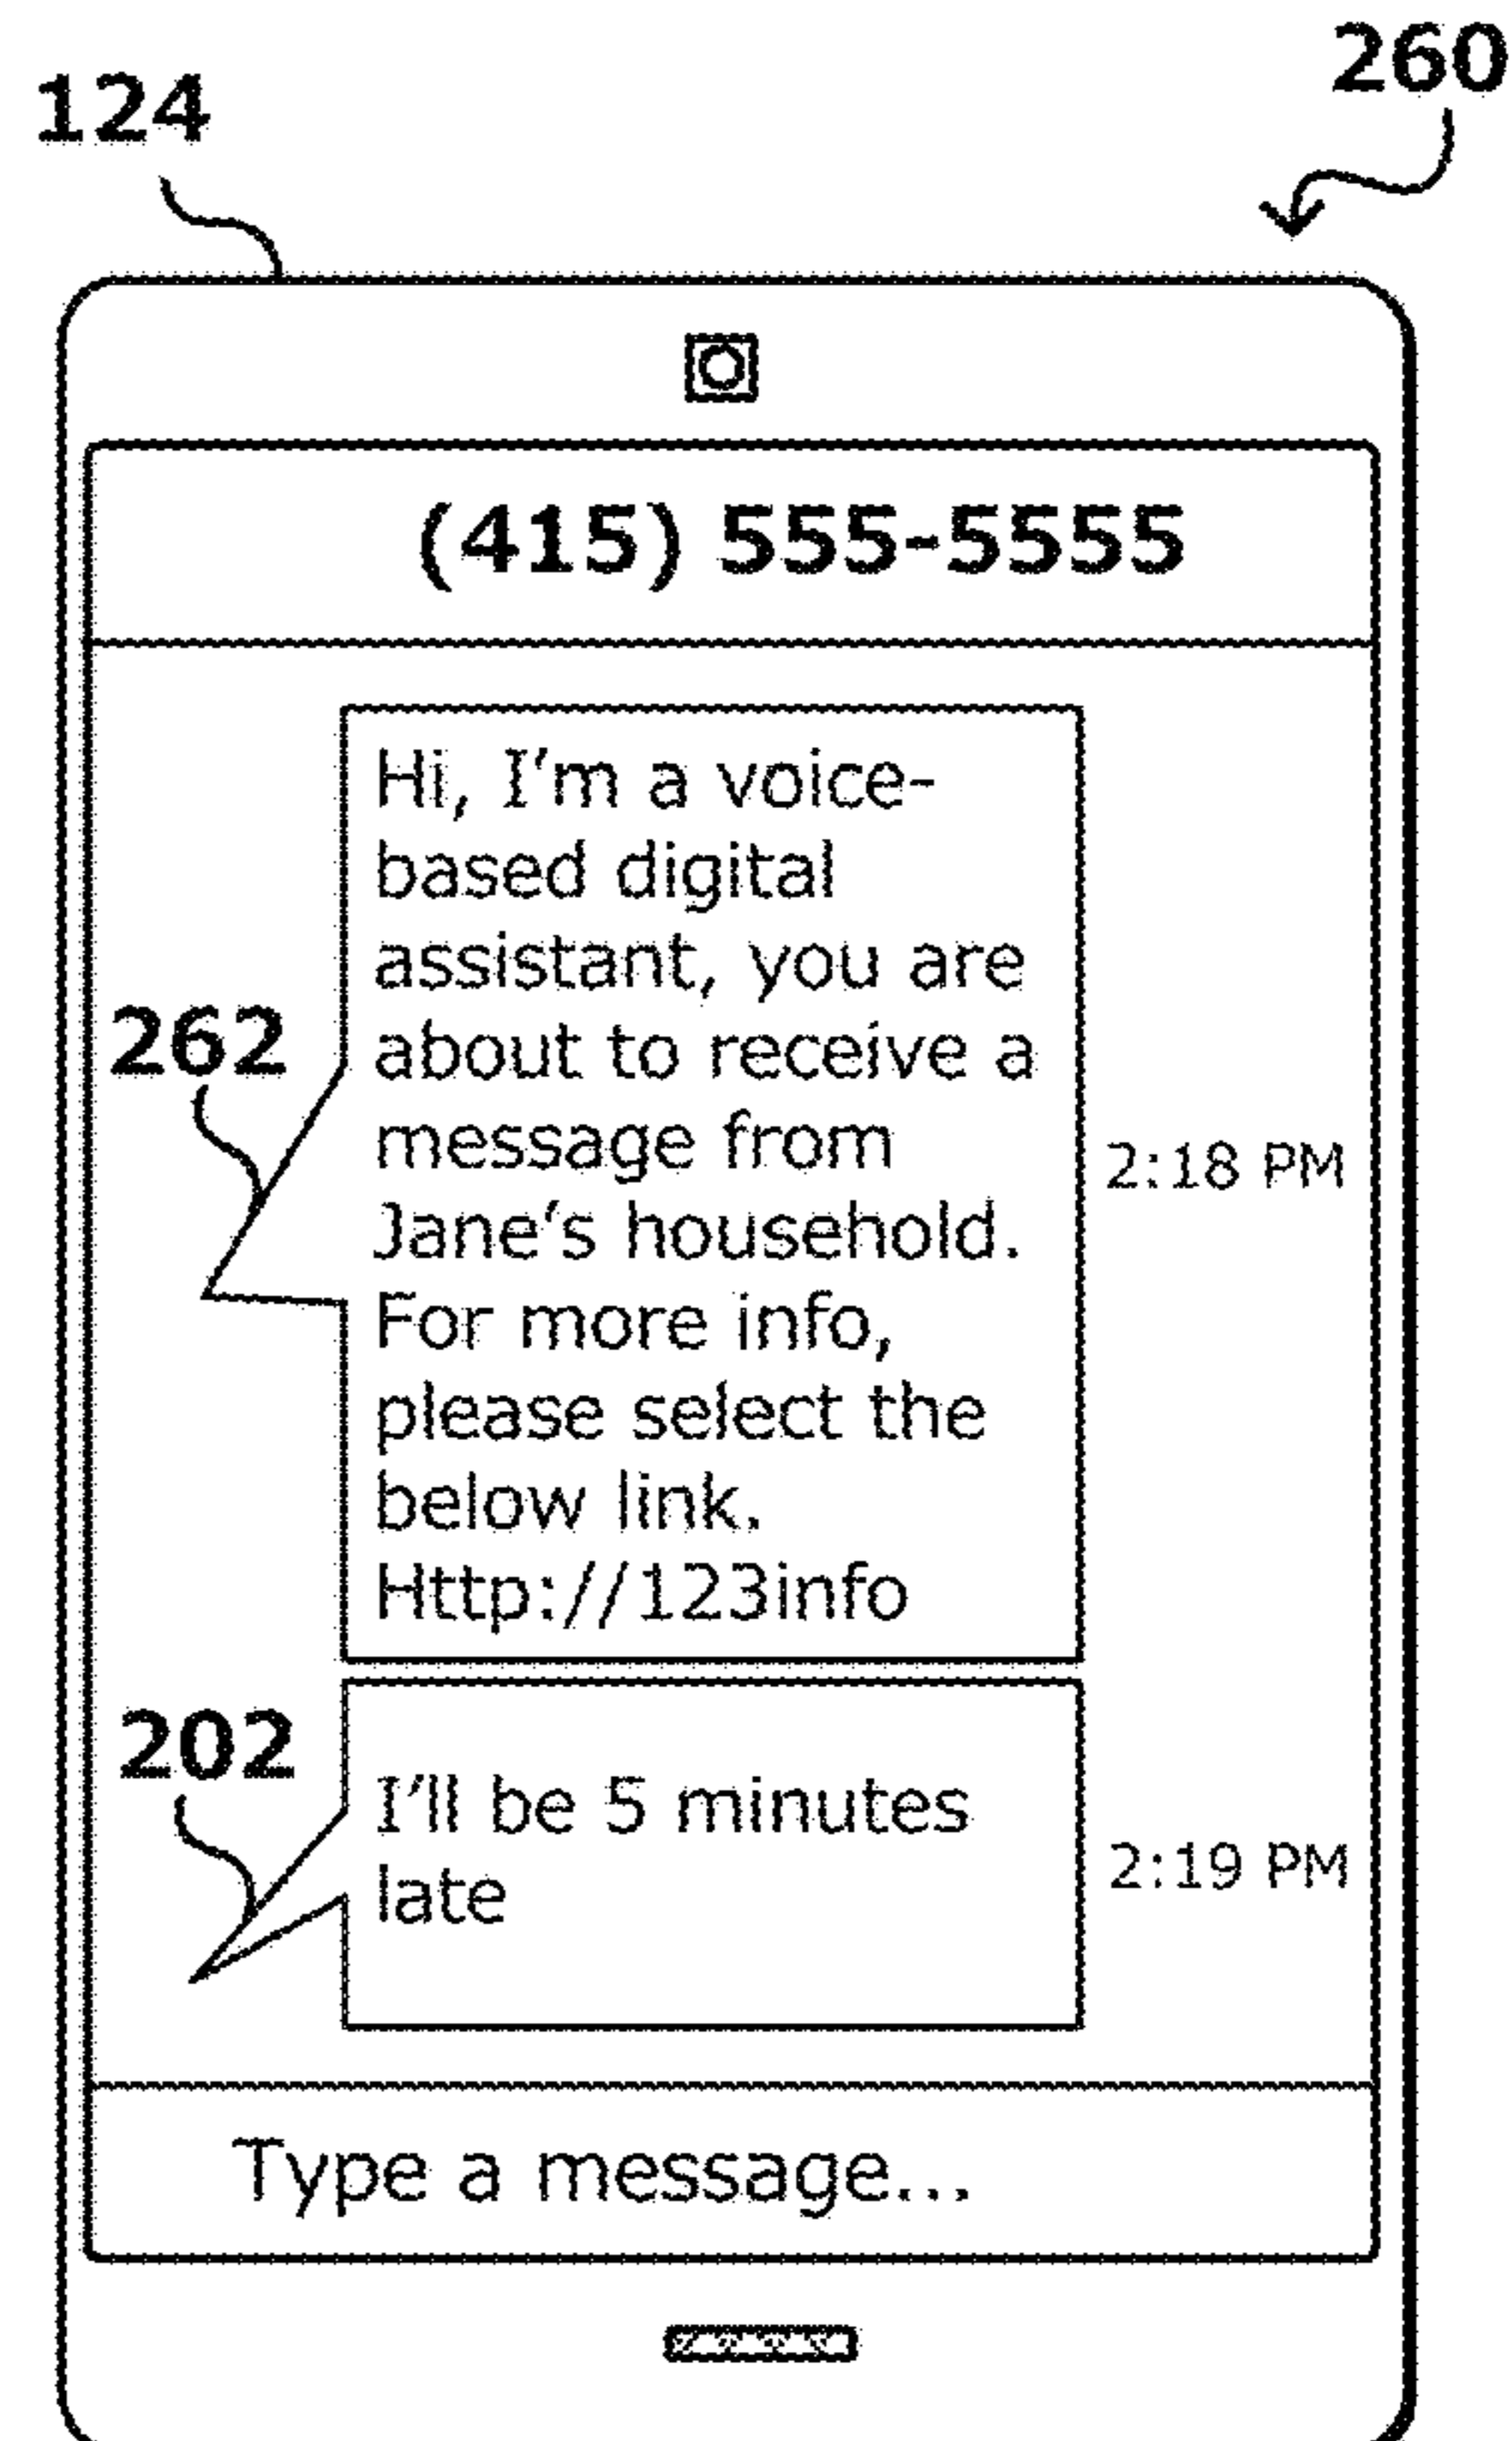 260
124
(415) 555-5555
Hi, I'm a voice-
based digital
assistant, you are
about to receive a
message from
Jane's household.
For more info,
please select the
below link.
Http://123info
262
2:18 PM
202
I'll be 5 minutes
late
2:19 PM
Type a message...